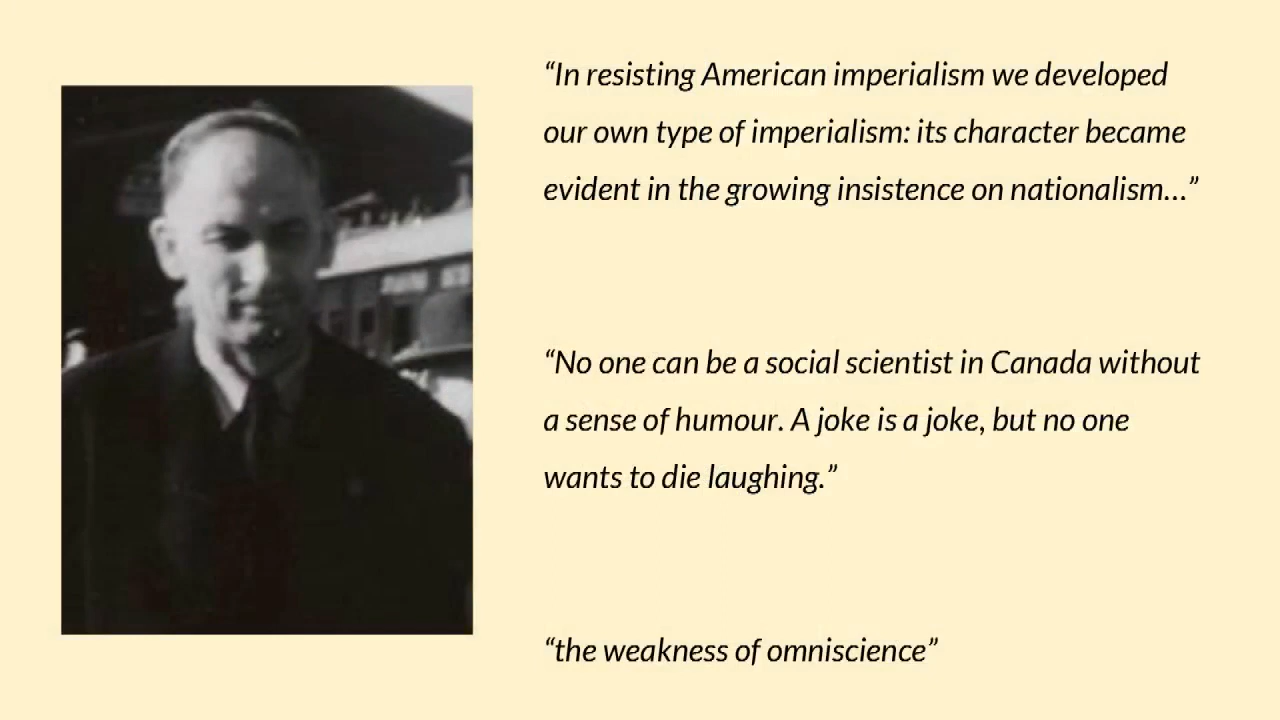 “In resisting American imperialism we developed
our own type of imperialism: its character became
evident in the growing insistence on nationalism…”
“No one can be a social scientist in Canada without
a sense of humour. A joke is a joke, but no one
wants to die laughing.”
“the weakness of omniscience”